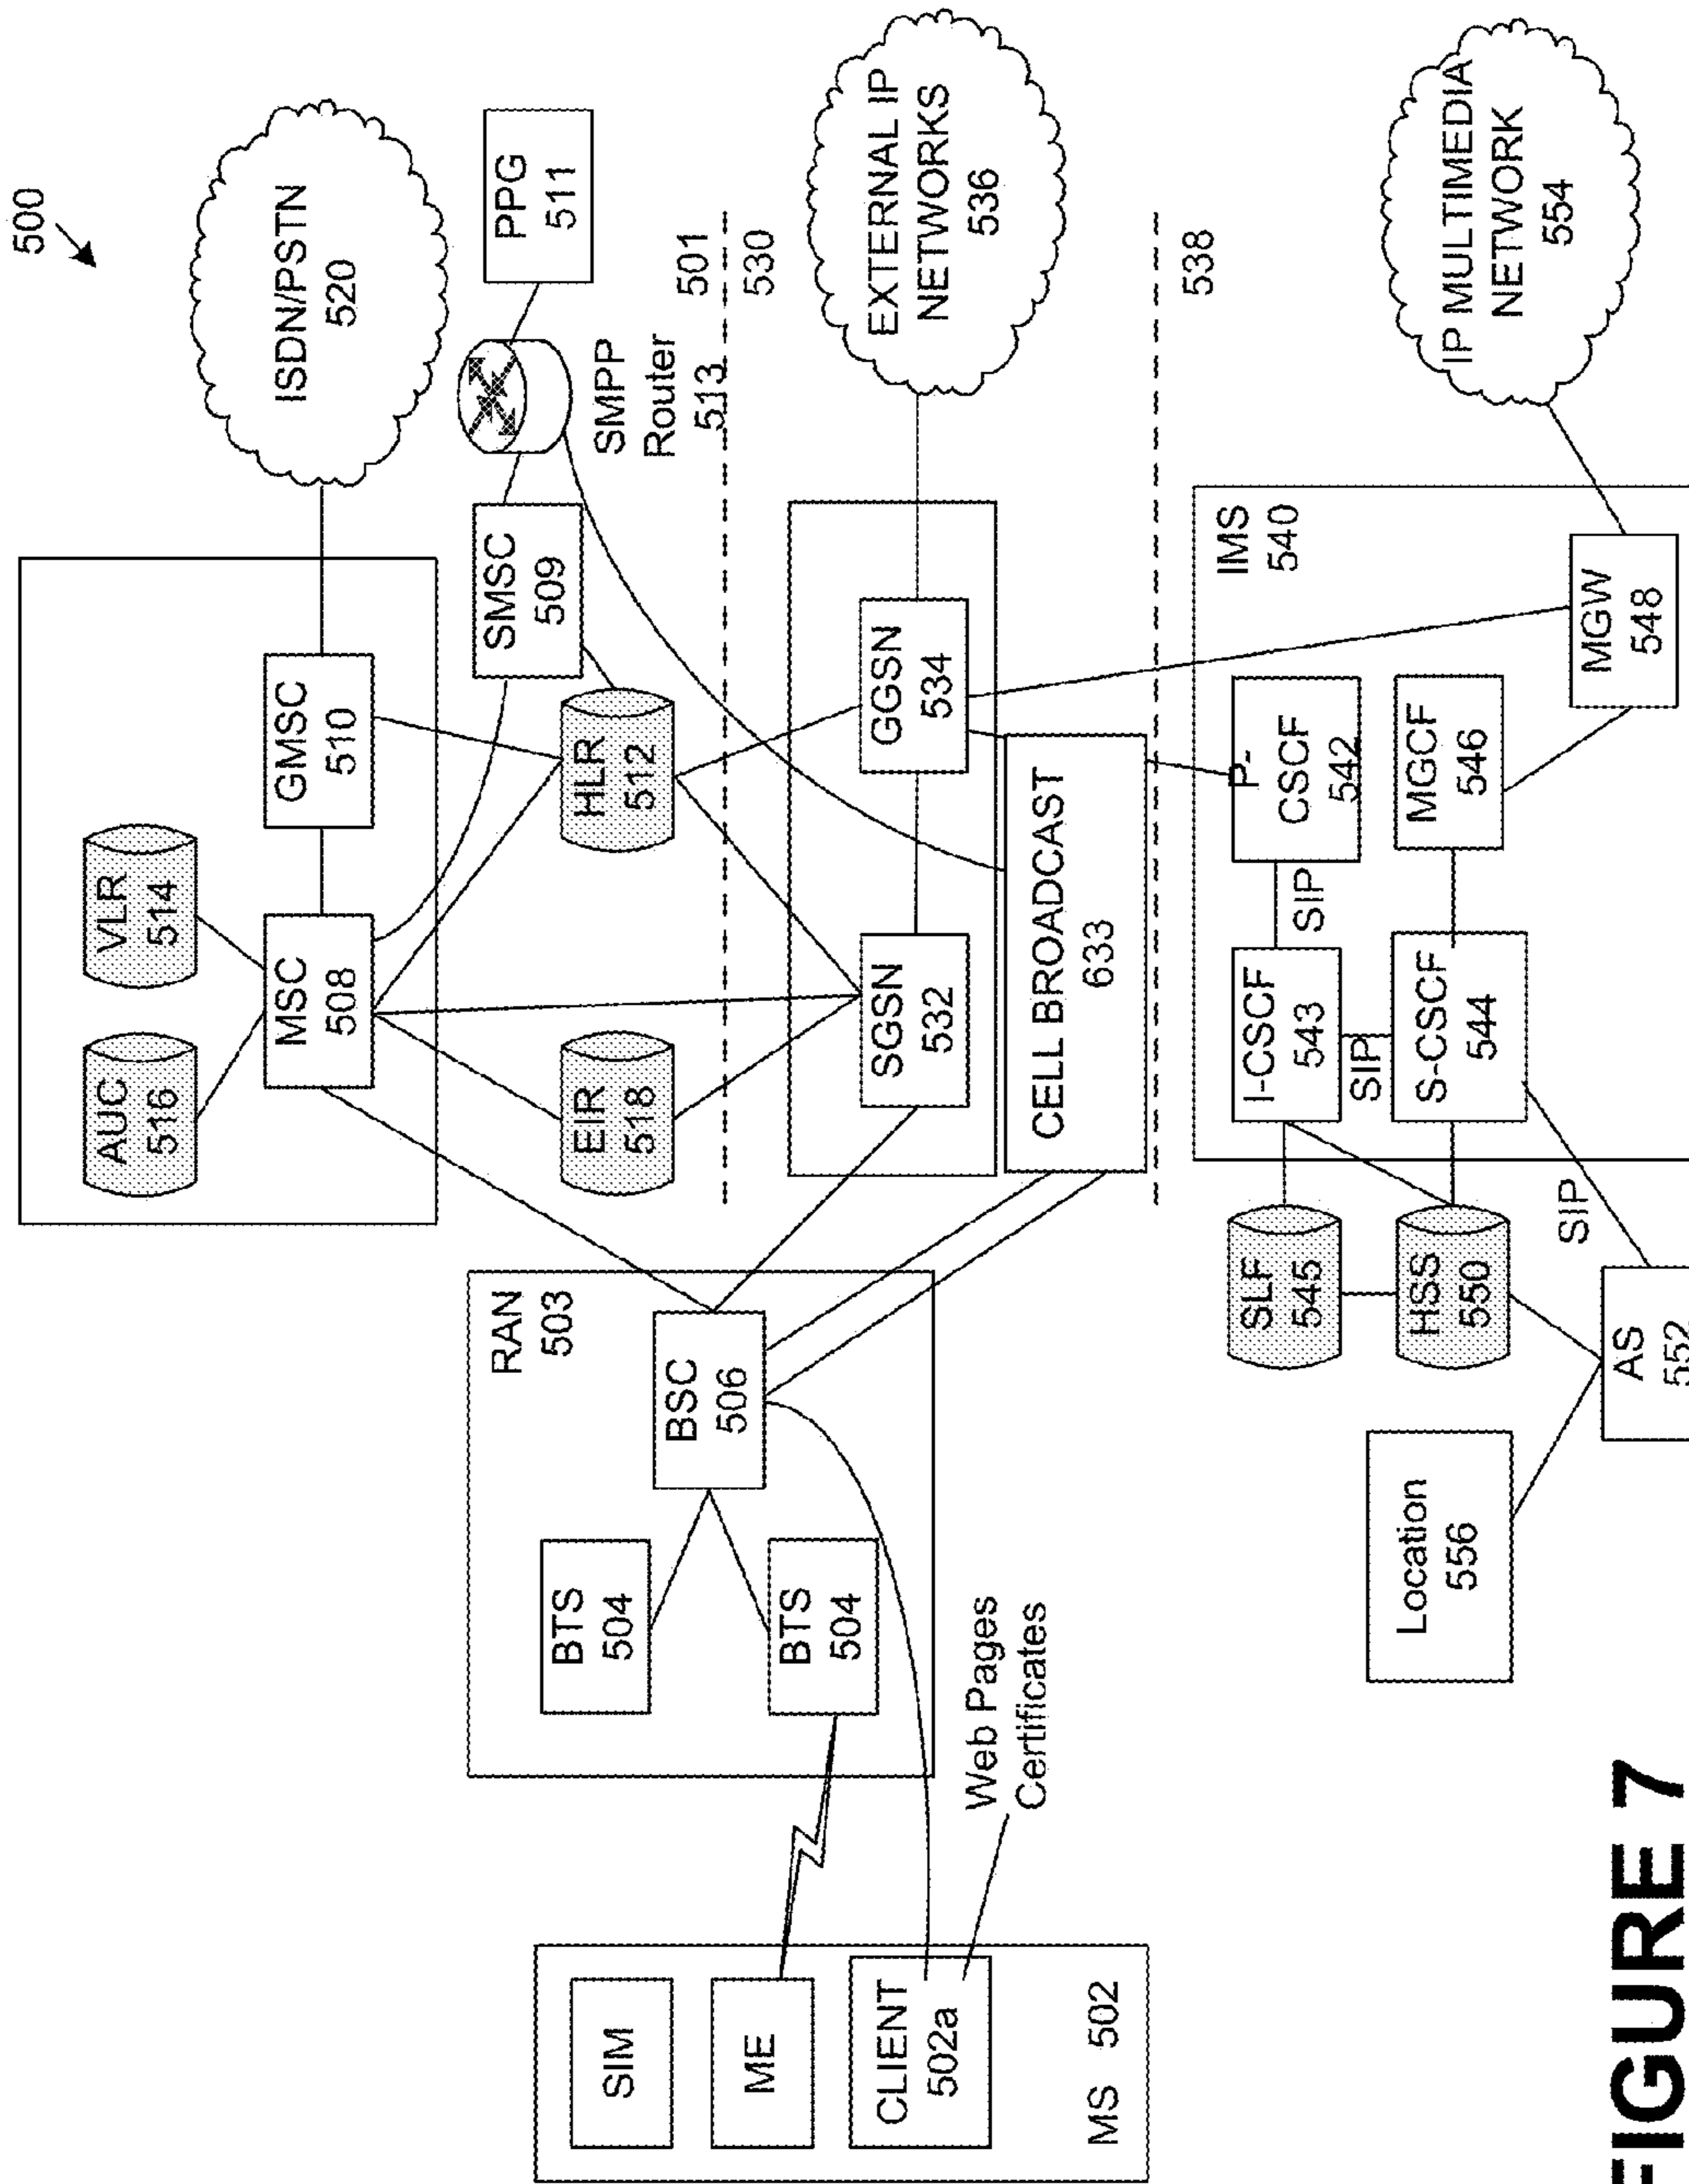 500
ISDN/PSTN
520
VLR
514
AUC
516
MSC
508
GMSC
510
SMSC
509
PPG
511
SMPP
Router
513
HLR
512
EIR
518
501
530
RAN
503
BTS
504
BTS
504
BSC
506
SIM
ME
CLIENT
502a
MS 502
Web Pages
Certificates
SGSN
532
GGSN
534
EXTERNAL IP
NETWORKS
536
CELL BROADCAST
633
538
IMS
540
P-
CSCF
542
SIP
I-CSCF
543
SIP
S-CSCF
544
MGCF
546
MGW
548
IP MULTIMEDIA
NETWORK
554
SLF
545
HSS
550
SIP
AS
552
Location
556
FIGURE 7